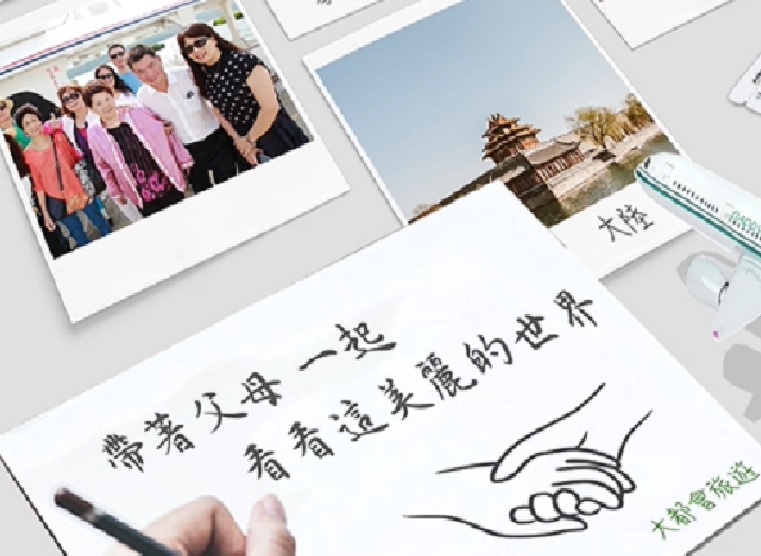 大陸
帶著父母一起
看看這美麗的世界
大都會旅遊